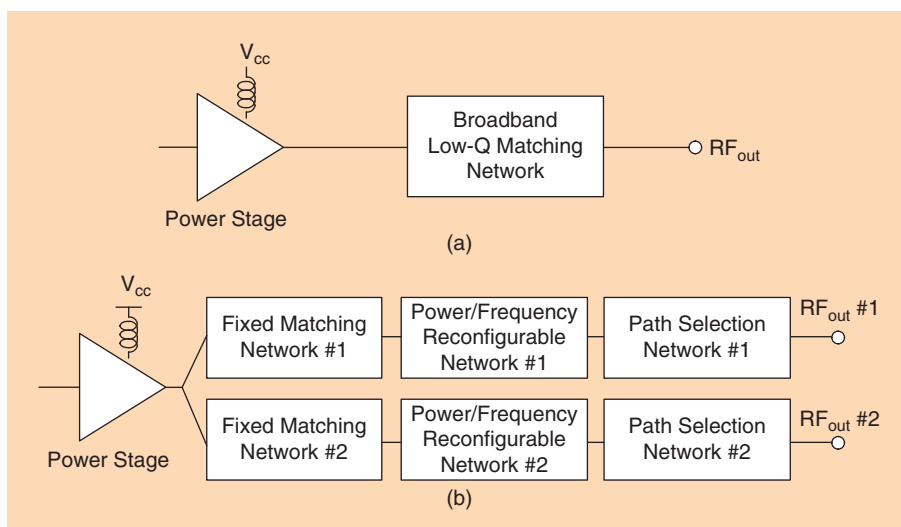 Vcc
Broadband
Low-Q Matching
Network
RFout
Power Stage
(a)
Vcc
Fixed Matching
Network #1
Power/Frequency
Reconfigurable
Network #1
Path Selection
Network #1
RFout #1
Fixed Matching
Network #2
Power/Frequency
Reconfigurable
Network #2
Path Selection
Network #2
RFout #2
Power Stage
(b)